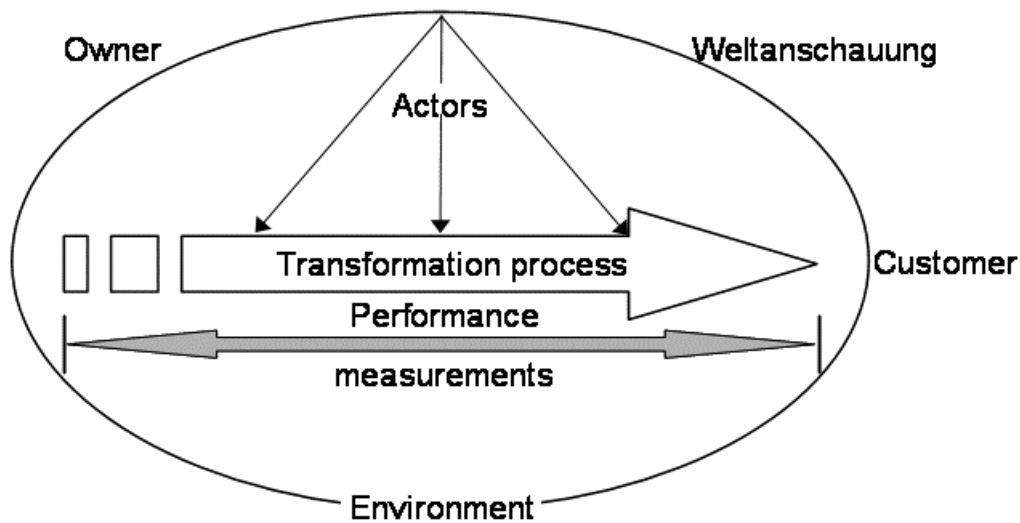 Owner
Weltanschauung
Actors
Transformation process
Customer
Performance
measurements
Environment